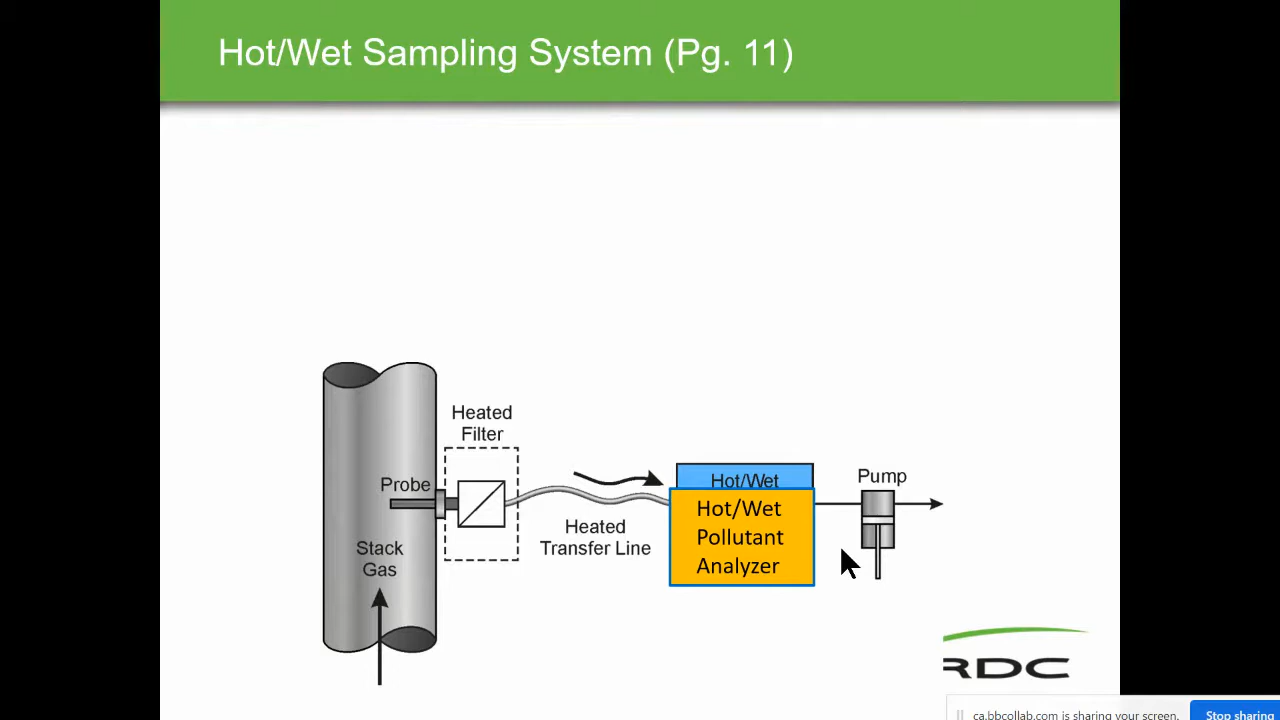 Hot/Wet Sampling System (Pg. 11)
Heated
Filter
Probe
Stack
Gas
Heated
Transfer Line
Hot/Wet
Hot/Wet
Pollutant
Analyzer
Pump
RDC
ca.bbcollab.com is sharing your screen.
Stop sharing